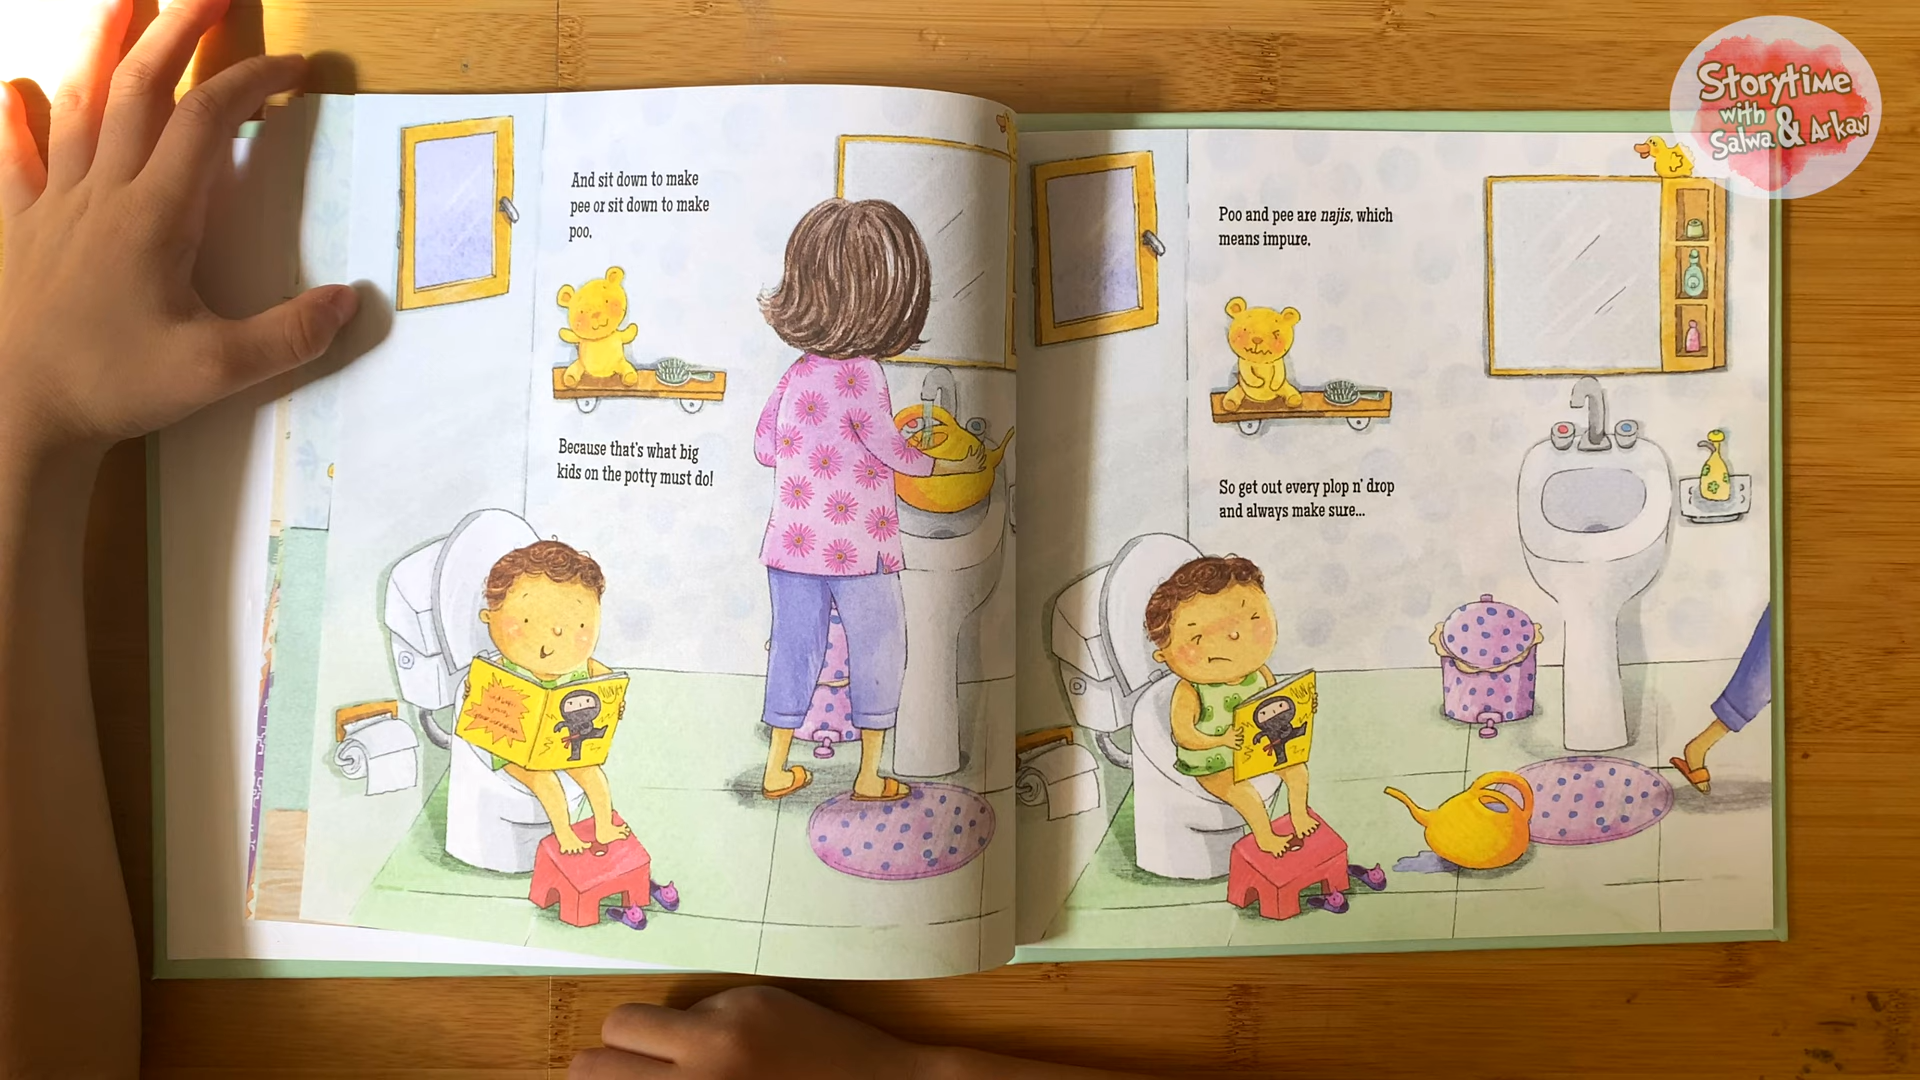 And sit down to make
pee or sit down to make
poo.
Because that's what big
kids on the potty must do!
Poo and pee are najis, which
means impure.
So get out every plop n' drop
and always make sure...
Storytime
with
Salwa & Arkan